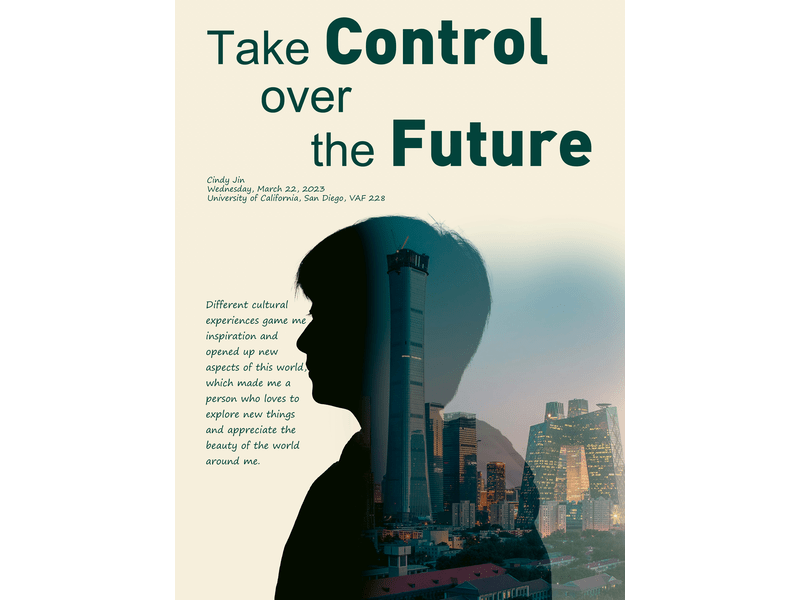 Take Control
over
the Future
Cindy Jin
Wednesday, March 22, 2023
University of California, San Diego, VAF 228
Different cultural
experiences game me
inspiration and
opened up new
aspects of this world,
which made me a
person who loves to
explore new things
and appreciate the
beauty of the world
around me.